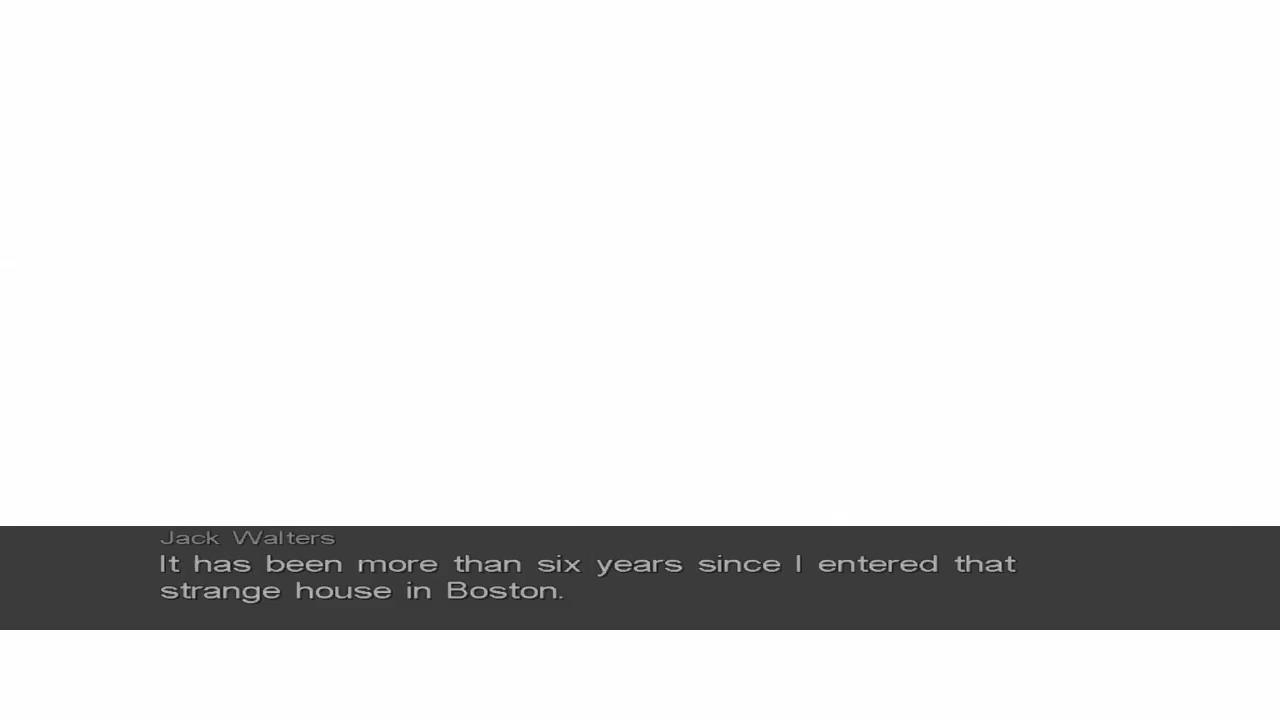 Jack Walters
It has been more than six years since I entered that
strange house in Boston.